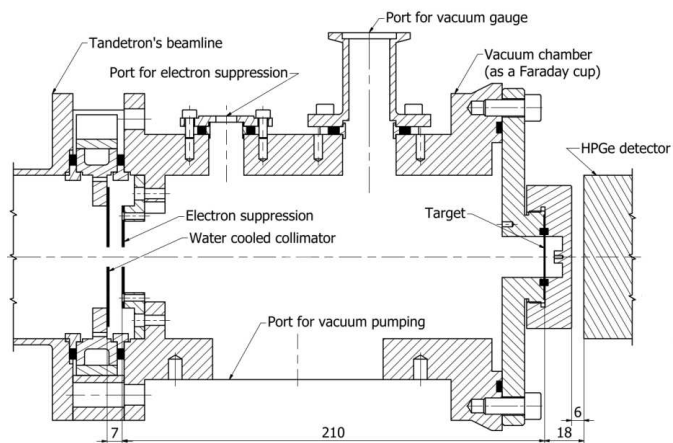 Port for vacuum gauge
Tandetron's beamline
Port for electron suppression
Vacuum chamber
(as a Faraday cup)
HPGe detector
Electron suppression
Water cooled collimator
Target
Port for vacuum pumping
7
210
18
6